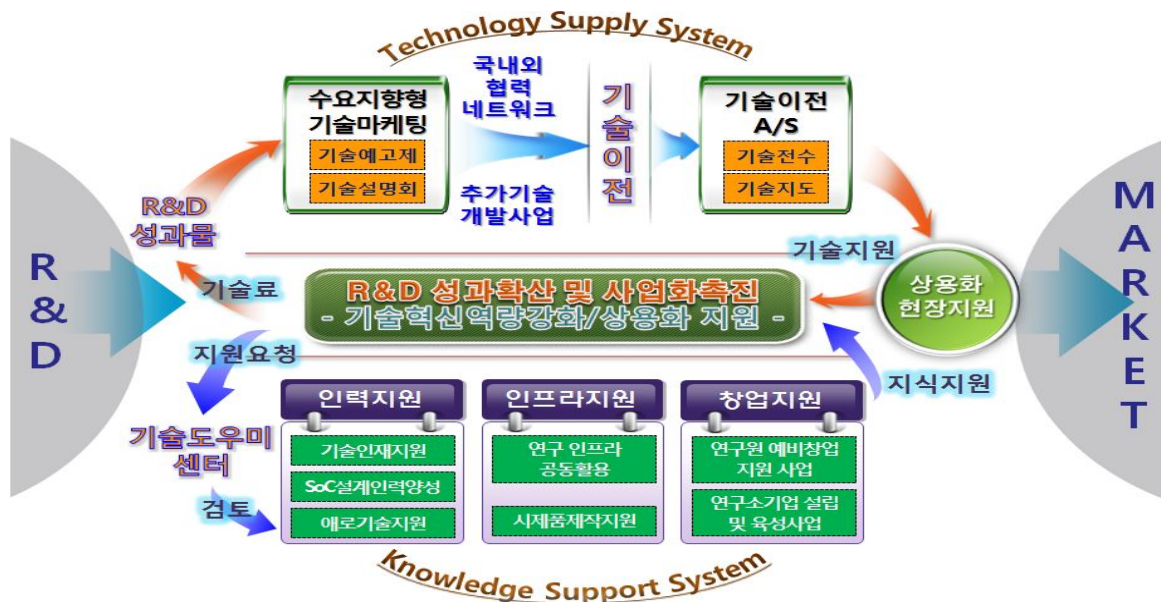 Technology Supply System
수요지향형
기술마케팅
기술예고제
기술설명회
국내외
협력
네트워크
추가기술
개발사업
기술이전
기술이전
A/S
기술전수
기술지도
R&D
성과물
R&D
MARKET
기술료
기술지원
R&D 성과확산 및 사업화촉진
- 기술혁신역량강화/상용화 지원 -
상용화
현장지원
지원요청
지식지원
기술도우미
센터
검토
인력지원
기술인재지원
SoC설계인력양성
애로기술지원
인프라지원
연구 인프라
공동활용
시제품제작지원
창업지원
연구원 예비창업
지원 사업
연구소기업 설립
및 육성사업
Knowledge Support System